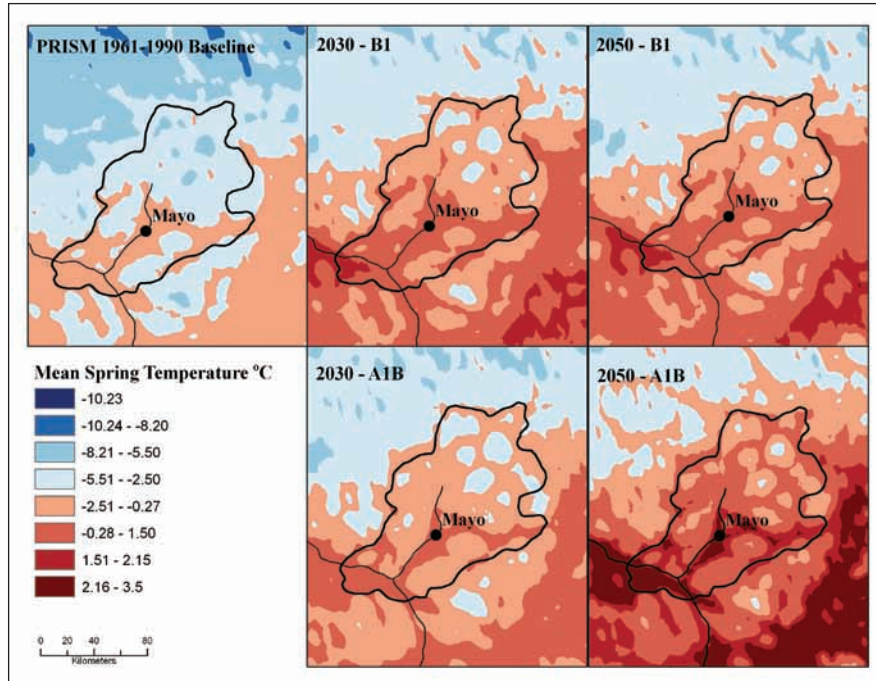 PRISM 1961-1990 Baseline
2030 - B1
2050 - B1
Mayo
Mayo
Mayo
Mean Spring Temperature °C
-10.23
-10.24 - -8.20
-8.21 - -5.50
-5.51 - -2.50
-2.51 - -0.27
-0.28 - 1.50
1.51 - 2.15
2.16 - 3.5
0 20 40 80
Kilometers
2030 - A1B
2050 - A1B
Mayo
Mayo